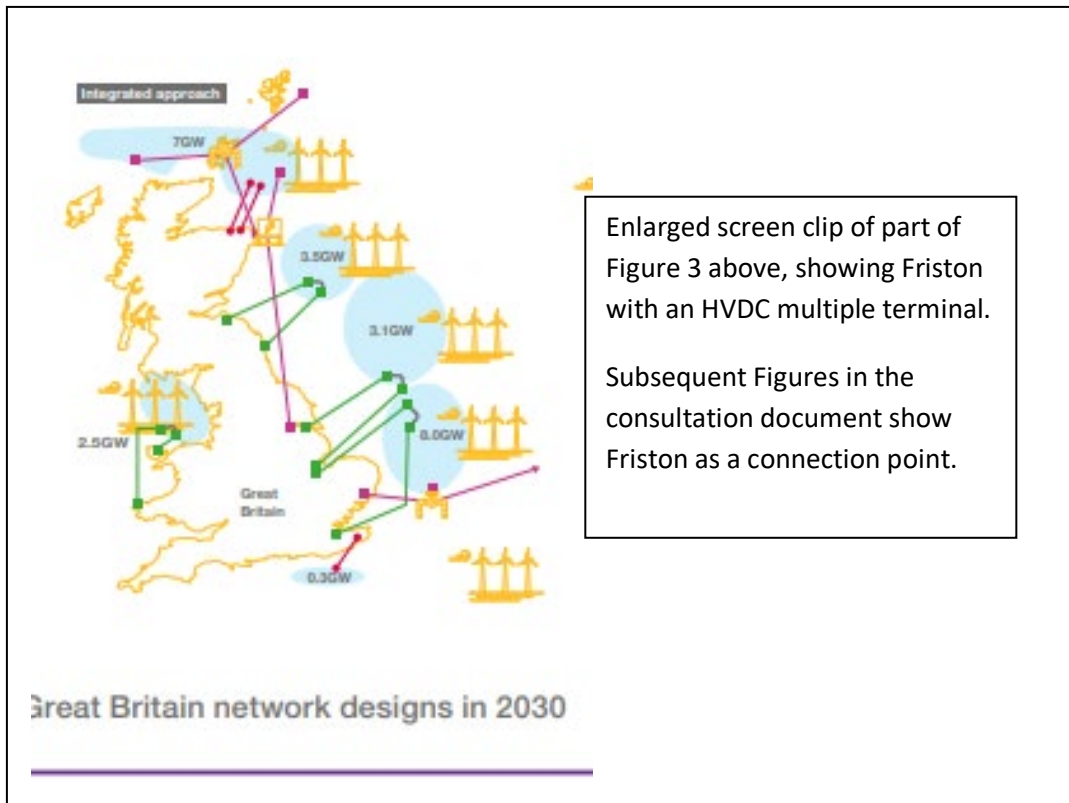 Integrated approach
7GW
3.5GW
3.1GW
8.0GW
2.5GW
Great
Britain
0.3GW
Great Britain network designs in 2030
Enlarged screen clip of part of
Figure 3 above, showing Friston
with an HVDC multiple terminal.
Subsequent Figures in the
consultation document show
Friston as a connection point.